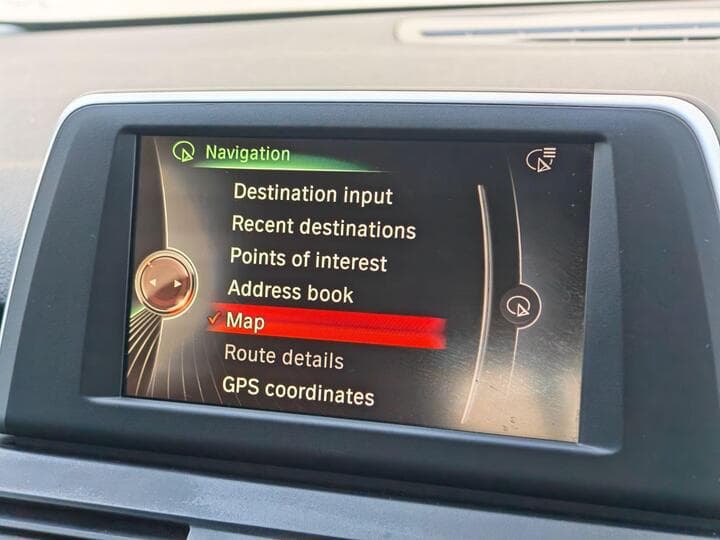 Navigation
Destination input
Recent destinations
Points of interest
Address book
✓ Map
Route details
GPS coordinates